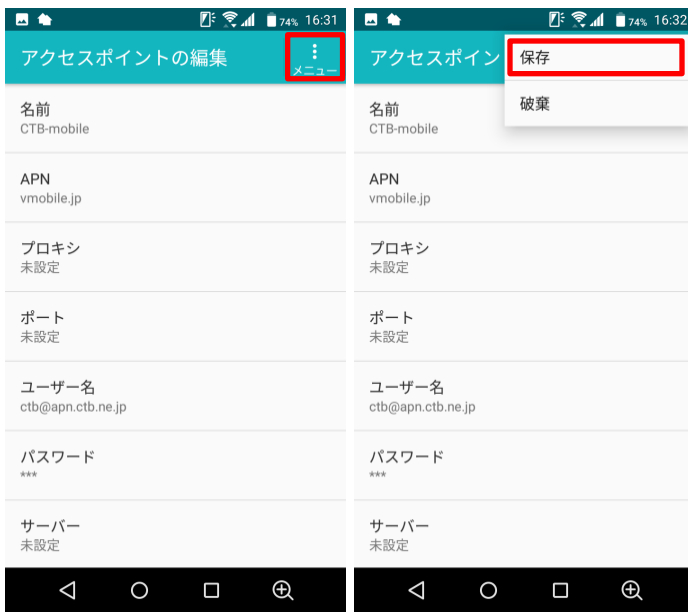 74% 16:31
アクセスポイントの編集
メニュー
名前
CTB-mobile
APN
vmobile.jp
プロキシ
未設定
ポート
未設定
ユーザー名
ctb@apn.ctb.ne.jp
パスワード
***
サーバー
未設定
74% 16:32
アクセスポイン
保存
破棄
名前
CTB-mobile
APN
vmobile.jp
プロキシ
未設定
ポート
未設定
ユーザー名
ctb@apn.ctb.ne.jp
パスワード
***
サーバー
未設定